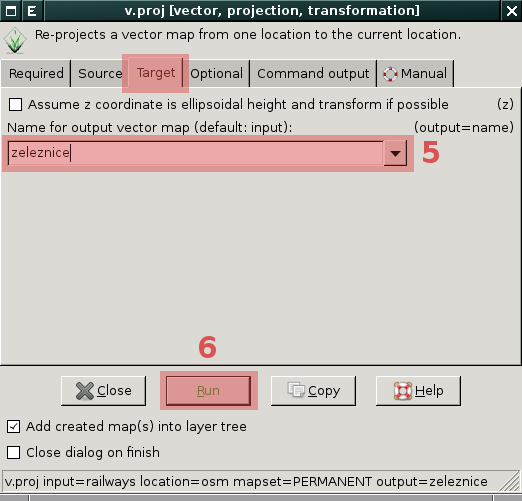 v.proj [vector, projection, transformation]
Re-projects a vector map from one location to the current location.
Required Source Target Optional Command output Manual
Assume z coordinate is ellipsoidal height and transform if possible (z)
Name for output vector map (default: input): (output=name)
zeleznice 5
6
Close Run Copy Help
Add created map(s) into layer tree
Close dialog on finish
v.proj input=railways location=osm mapset=PERMANENT output=zeleznice